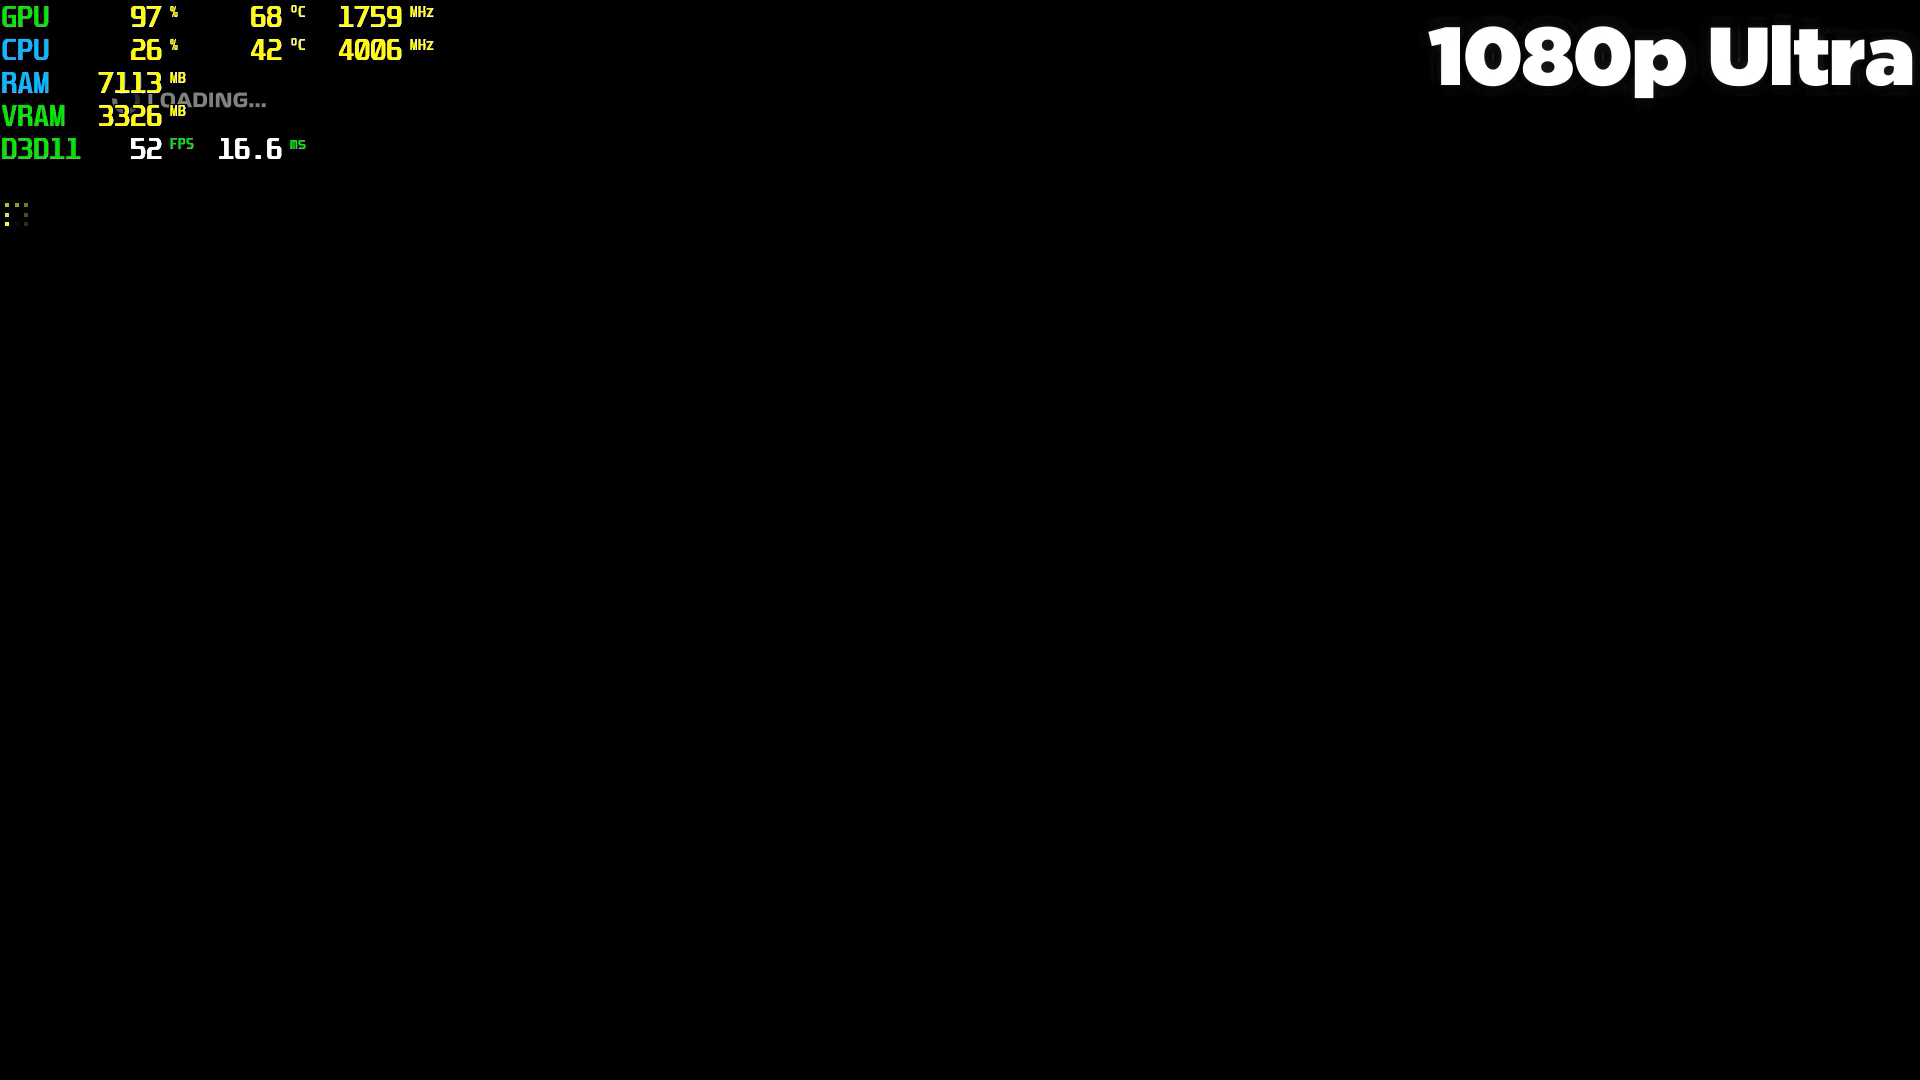 GPU 97 % 68 °C 1759 MHz
1080p Ultra
CPU 26 % 42 °C 4006 MHz
RAM 7113 MB
LOADING...
VRAM 3326 MB
D3D11 52 FPS 16.6 ms